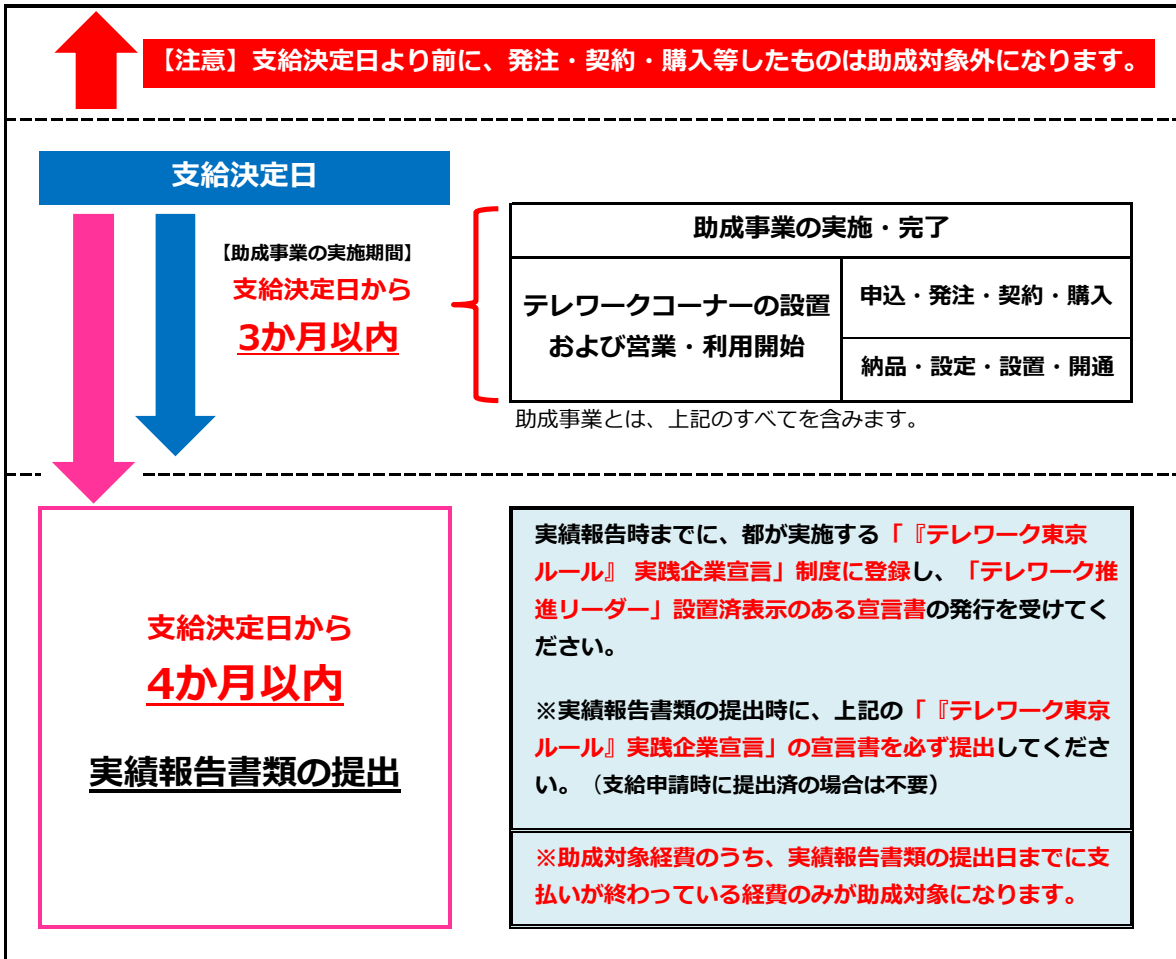 【注意】支給決定日より前に、発注・契約・購入等したものは助成対象外になります。
支給決定日
【助成事業の実施期間】
支給決定日から
3か月以内
助成事業の実施・完了
テレワークコーナーの設置
および営業・利用開始
申込・発注・契約・購入
納品・設定・設置・開通
助成事業とは、上記のすべてを含みます。
支給決定日から
4か月以内
実績報告書類の提出
実績報告時までに、都が実施する「『テレワーク東京
ルール』 実践企業宣言」制度に登録し、「テレワーク推
進リーダー」設置済表示のある宣言書の発行を受けてく
ださい。
※実績報告書類の提出時に、上記の「『テレワーク東京
ルール』実践企業宣言」の宣言書を必ず提出してくださ
い。（支給申請時に提出済の場合は不要）
※助成対象経費のうち、実績報告書類の提出日までに支
払いが終わっている経費のみが助成対象になります。